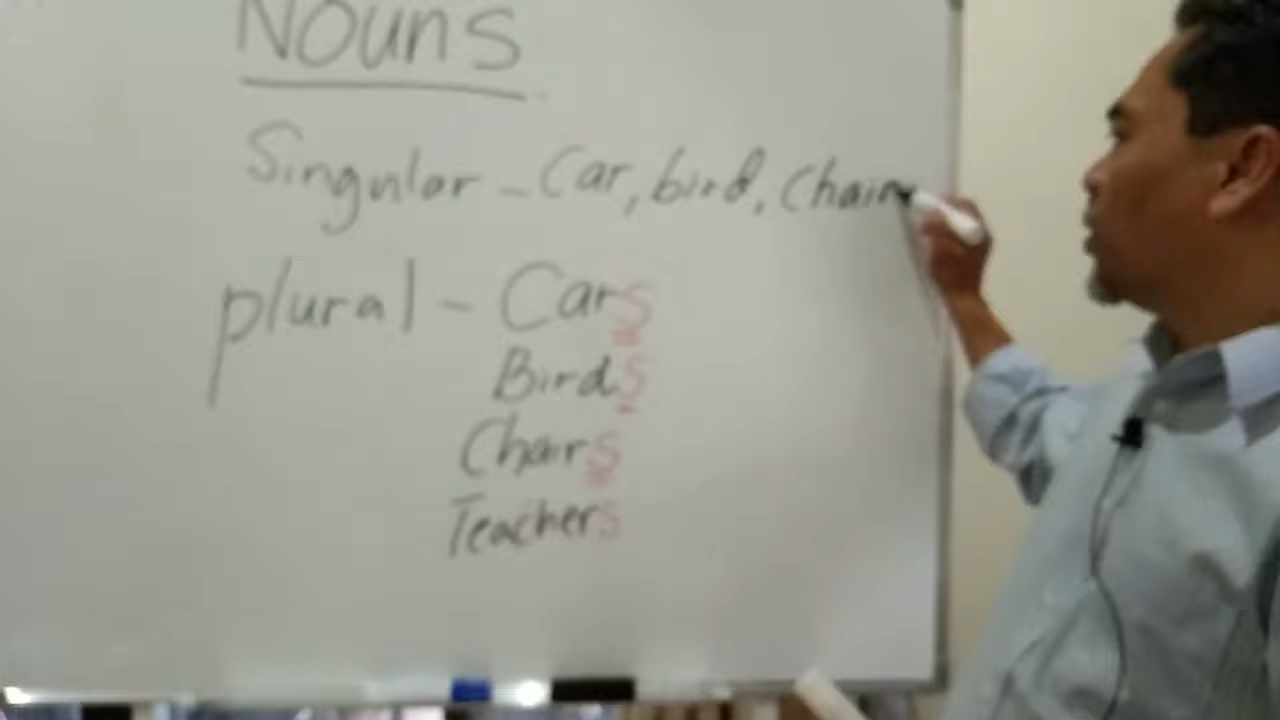 Nouns
Singular - Car, bird, Chair
plural - Cars
Birds
Chairs
Teachers